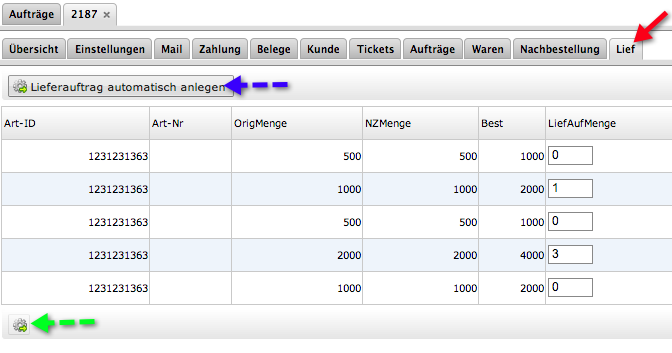 Aufträge 2187 ×
Übersicht Einstellungen Mail Zahlung Belege Kunde Tickets Aufträge Waren Nachbestellung Lief
Lieferauftrag automatisch anlegen
Art-ID Art-Nr OrigMenge NZMenge Best LiefAufMenge
1231231363 500 500 1000 0
1231231363 1000 1000 2000 1
1231231363 500 500 1000 0
1231231363 2000 2000 4000 3
1231231363 1000 1000 2000 0